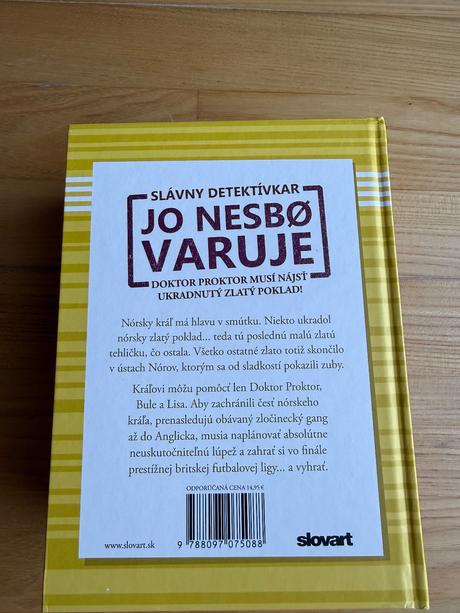 SLÁVNY DETEKTÍVKAR
JO NESBØ
VARUJE
DOKTOR PROKTOR MUSÍ NÁJSŤ
UKRADNUTÝ ZLATÝ POKLAD!
Nórsky kráľ má hlavu v smútku. Niekto ukradol
nórsky zlatý poklad... teda tú poslednú malú zlatú
tehličku, čo ostala. Všetko ostatné zlato totiž skončilo
v ústach Nórov, ktorým sa od sladkostí pokazili zuby.
Kráľovi môžu pomôcť len Doktor Proktor,
Bule a Lisa. Aby zachránili česť nórskeho
kráľa, prenasledujú obávaný zločinecký gang
až do Anglicka, musia naplánovať absolútne
neuskutočniteľnú lúpež a zahrať si vo finále
prestížnej britskej futbalovej ligy... a vyhrať.
ODPORÚČANÁ CENA 14,95 €
www.slovart.sk
9 788097 075088
slovart